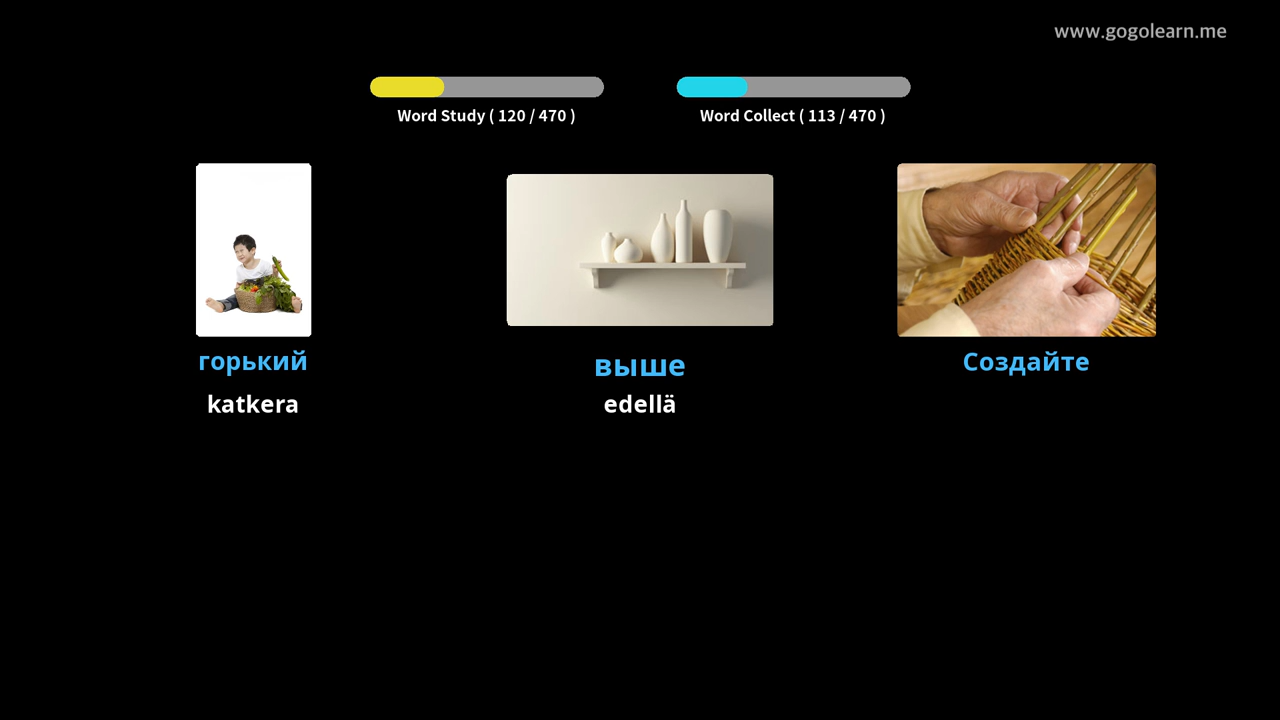 www.gogolearn.me
Word Study ( 120 / 470 )
Word Collect ( 113 / 470 )
горький
katkera
выше
edellä
Создайте